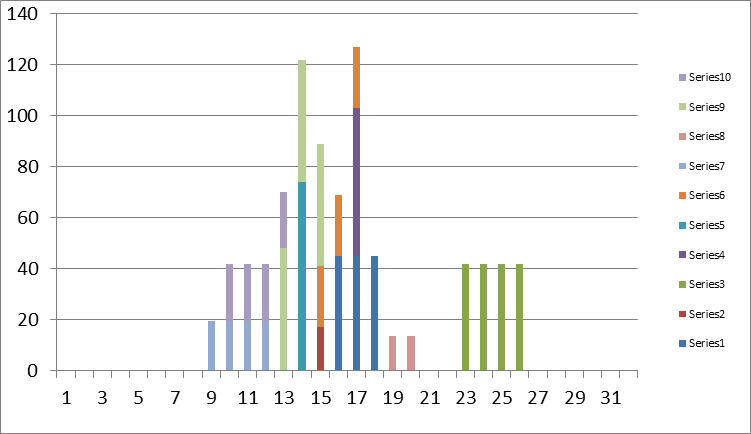 140
120
100
80
60
40
20
0
1 3 5 7 9 11 13 15 17 19 21 23 25 27 29 31
Series10
Series9
Series8
Series7
Series6
Series5
Series4
Series3
Series2
Series1